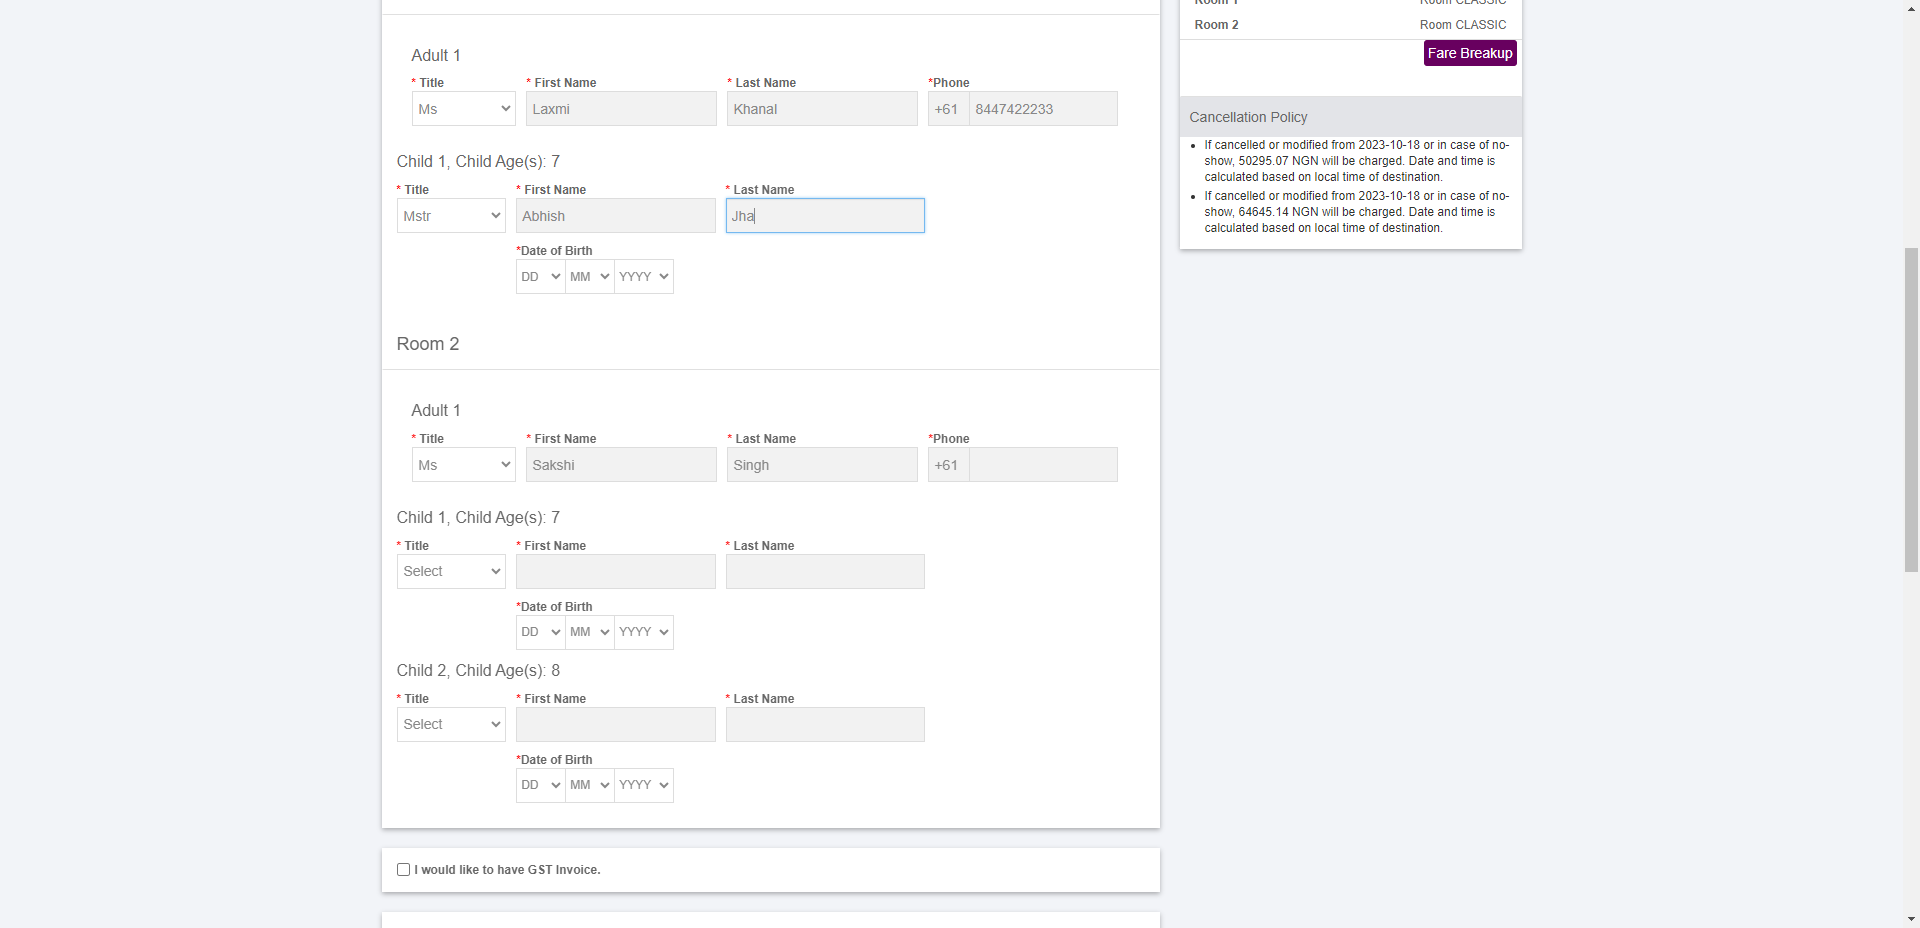 Adult 1
* Title * First Name * Last Name *Phone
Ms Laxmi Khanal +61 8447422233
Child 1, Child Age(s): 7
* Title * First Name * Last Name
Mstr Abhish Jha
*Date of Birth
DD MM YYYY
Room 2
Adult 1
* Title * First Name * Last Name *Phone
Ms Sakshi Singh +61
Child 1, Child Age(s): 7
* Title * First Name * Last Name
Select
*Date of Birth
DD MM YYYY
Child 2, Child Age(s): 8
* Title * First Name * Last Name
Select
*Date of Birth
DD MM YYYY
I would like to have GST Invoice.
Room 1 Room CLASSIC
Room 2 Room CLASSIC
Fare Breakup
Cancellation Policy
• If cancelled or modified from 2023-10-18 or in case of no-
show, 50295.07 NGN will be charged. Date and time is
calculated based on local time of destination.
• If cancelled or modified from 2023-10-18 or in case of no-
show, 64645.14 NGN will be charged. Date and time is
calculated based on local time of destination.